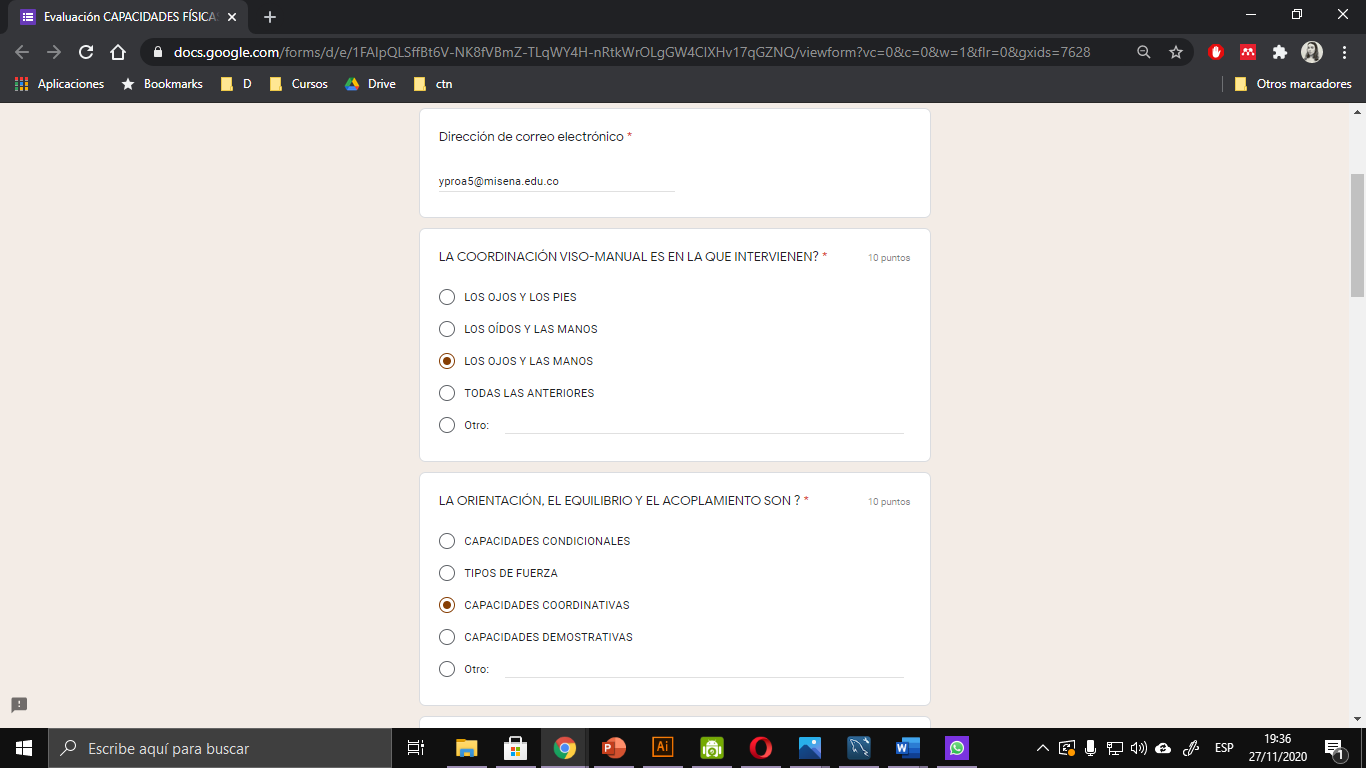 Evaluación CAPACIDADES FÍSICAS
docs.google.com/forms/d/e/1FAIpQLSffBt6V-NK8fVBmZ-TLqWY4H-nRtkWrOLgGW4CIXHv17qGZNQ/viewform?vc=0&c=0&w=1&flr=0&gxids=7628
Aplicaciones Bookmarks D Cursos Drive ctn Otros marcadores
Dirección de correo electrónico *
yproa5@misena.edu.co
LA COORDINACIÓN VISO-MANUAL ES EN LA QUE INTERVIENEN? * 10 puntos
LOS OJOS Y LOS PIES
LOS OÍDOS Y LAS MANOS
LOS OJOS Y LAS MANOS
TODAS LAS ANTERIORES
Otro:
LA ORIENTACIÓN, EL EQUILIBRIO Y EL ACOPLAMIENTO SON ? * 10 puntos
CAPACIDADES CONDICIONALES
TIPOS DE FUERZA
CAPACIDADES COORDINATIVAS
CAPACIDADES DEMOSTRATIVAS
Otro:
Escribe aquí para buscar
Ai
W
ESP
19:36
27/11/2020
1